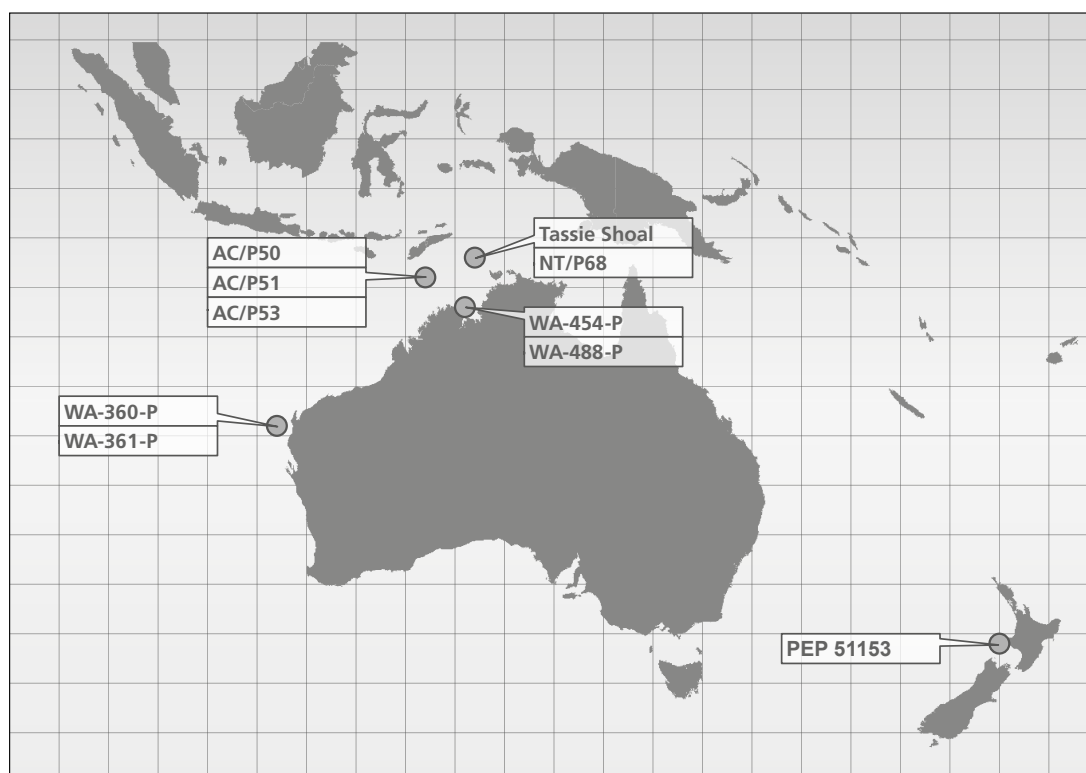 Tassie Shoal
NT/P68
AC/P50
AC/P51
AC/P53
WA-454-P
WA-488-P
WA-360-P
WA-361-P
PEP 51153